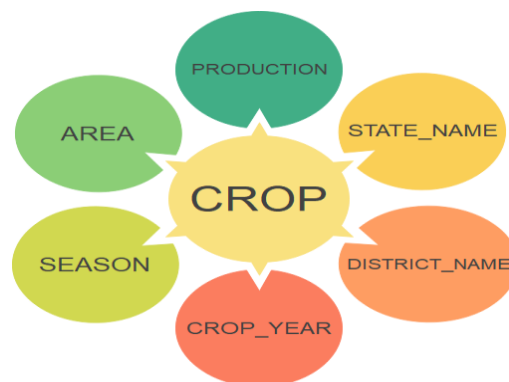 PRODUCTION
AREA
STATE_NAME
CROP
SEASON
DISTRICT_NAME
CROP_YEAR